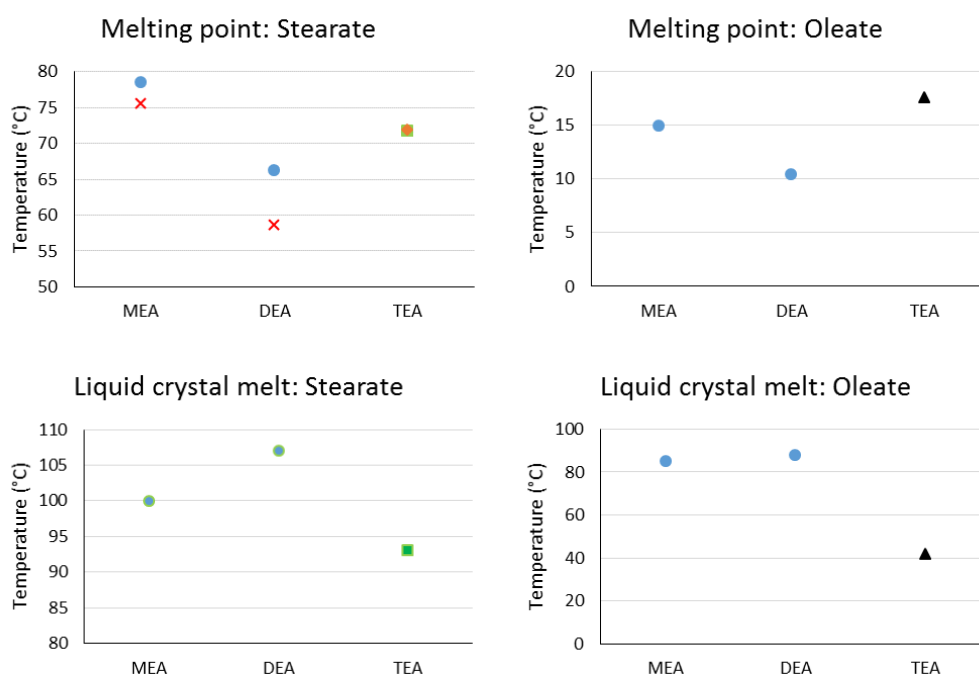 Melting point: Stearate
Temperature (°C)
80
75
70
65
60
55
50
MEA DEA TEA
Melting point: Oleate
Temperature (°C)
20
15
10
5
0
MEA DEA TEA
Liquid crystal melt: Stearate
Temperature (°C)
110
105
100
95
90
85
80
MEA DEA TEA
Liquid crystal melt: Oleate
Temperature (°C)
100
80
60
40
20
0
MEA DEA TEA